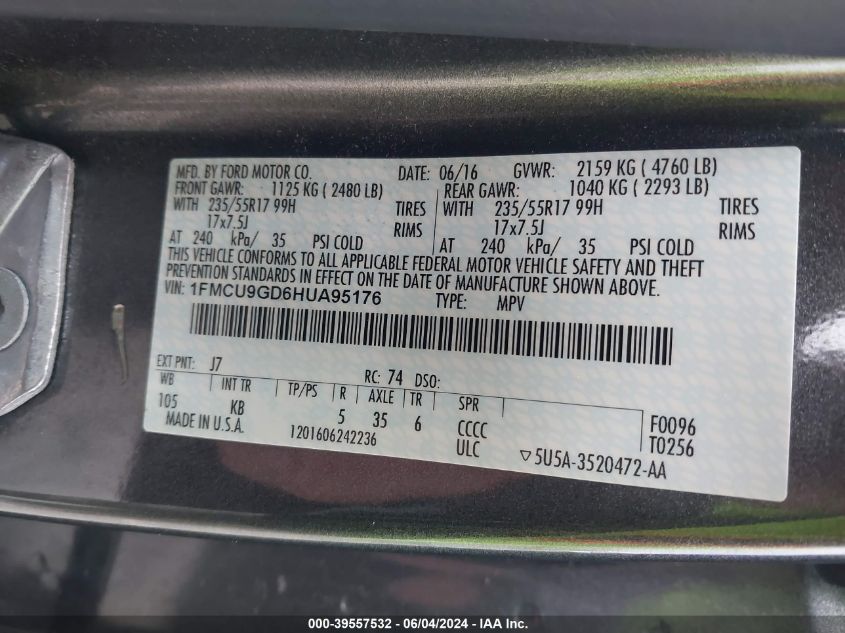 MFD. BY FORD MOTOR CO. DATE: 06/16 GVWR: 2159 KG ( 4760 LB)
FRONT GAWR: 1125 KG ( 2480 LB) REAR GAWR: 1040 KG ( 2293 LB)
WITH 235/55R17 99H TIRES WITH 235/55R17 99H TIRES
17x7.5J RIMS 17x7.5J RIMS
AT 240 kPa/ 35 PSI COLD AT 240 kPa/ 35 PSI COLD
THIS VEHICLE CONFORMS TO ALL APPLICABLE FEDERAL MOTOR VEHICLE SAFETY AND THEFT
PREVENTION STANDARDS IN EFFECT ON THE DATE OF MANUFACTURE SHOWN ABOVE.
VIN: 1FMCU9GD6HUA95176 TYPE: MPV
EXT PNT: J7 RC: 74 DSO:
WB INT TR TP/PS R AXLE TR SPR
105 KB 5 35 6 CCCC F0096
MADE IN U.S.A. 1201606242236 ULC T0256
▽5U5A-3520472-AA
000-39557532 - 06/04/2024 - IAAI Inc.